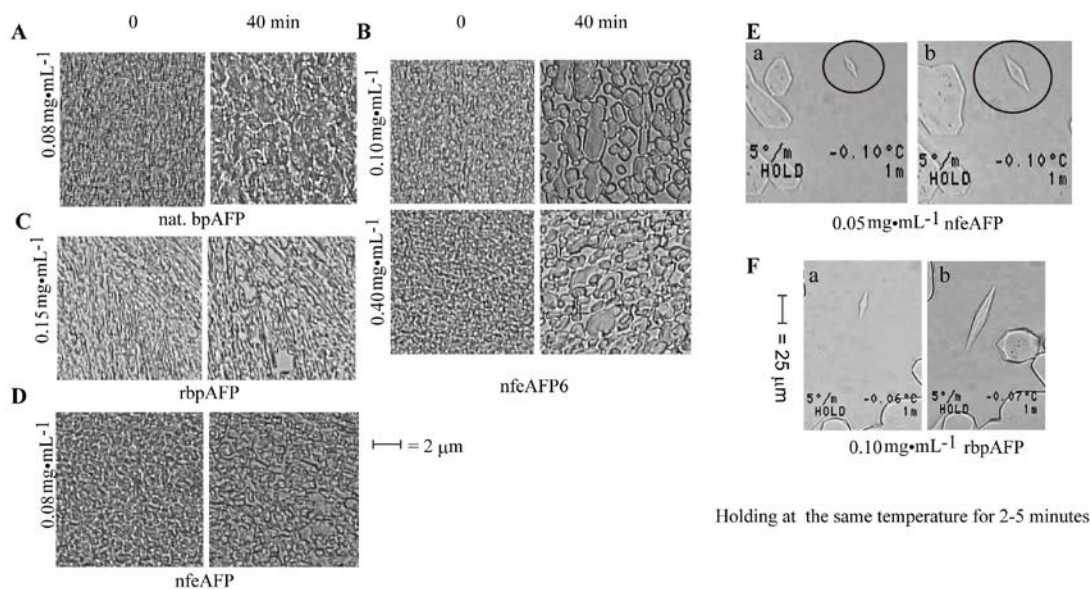 0 40 min 0 40 min
A B
0.08 mg•mL-1
nat. bpAFP
C
0.15 mg•mL-1
rbpAFP
D
0.08 mg•mL-1
nfeAFP
0.10 mg•mL-1
0.40 mg•mL-1
nfeAFP6
= 2 μm
E
a b
5°/m -0.10°C
HOLD 1m
5°/m -0.10°C
HOLD 1m
0.05 mg•mL-1 nfeAFP
F
a b
= 25 μm
5°/m -0.06°C
HOLD 1m
5°/m -0.07°C
HOLD 1m
0.10 mg•mL-1 rbpAFP
Holding at the same temperature for 2-5 minutes